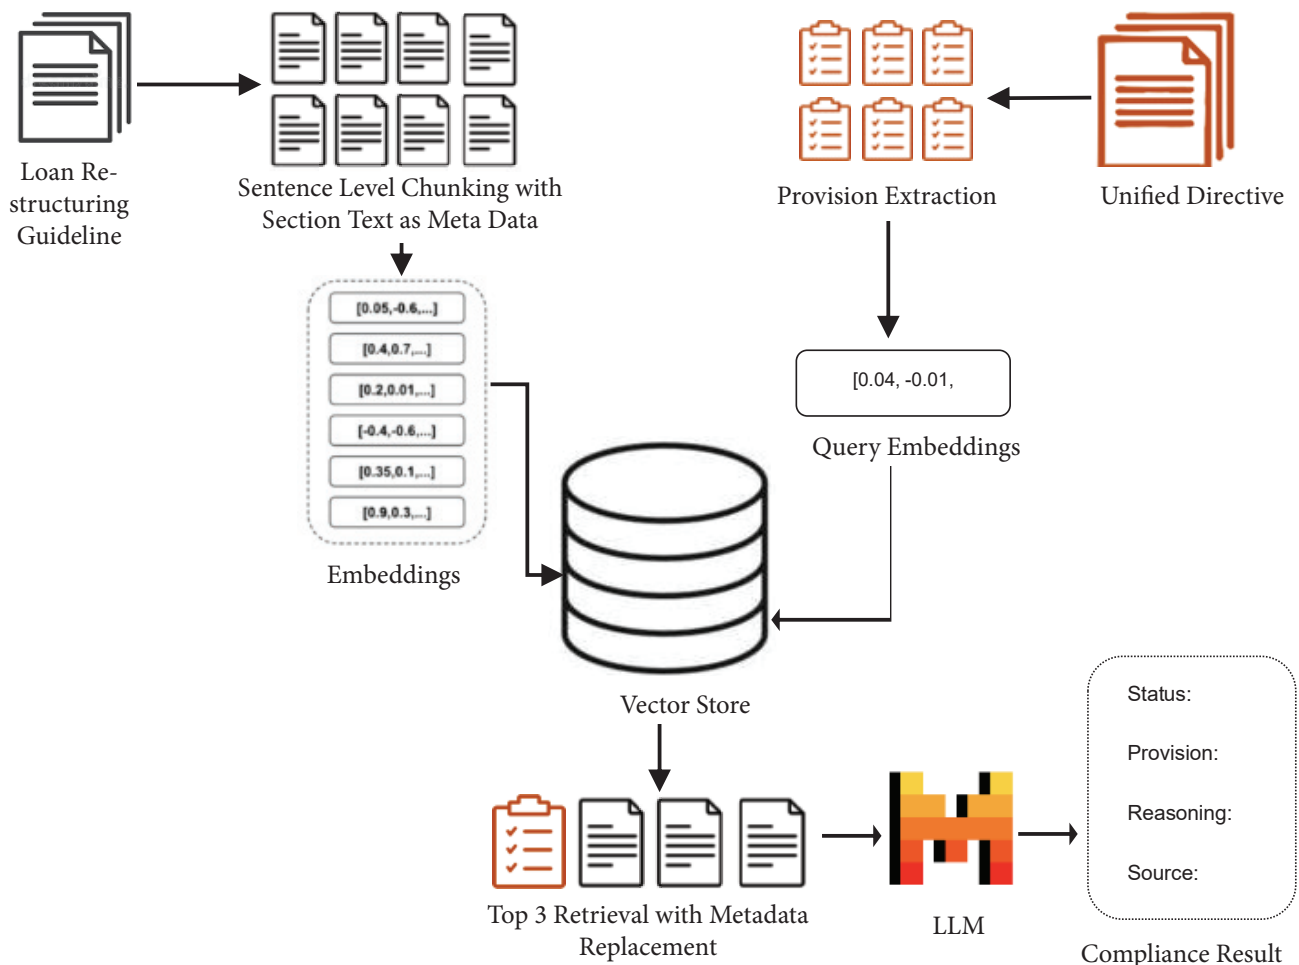 Loan Re-
structuring
Guideline
Sentence Level Chunking with
Section Text as Meta Data
Provision Extraction
Unified Directive
[0.05,-0.6,...]
[0.4,0.7,...]
[0.2,0.01,...]
[-0.4,-0.6,...]
[0.35,0.1,...]
[0.9,0.3,...]
Embeddings
[0.04, -0.01,
Query Embeddings
Vector Store
Top 3 Retrieval with Metadada
Replacement
LLM
Status:
Provision:
Reasoning:
Source:
Compliance Result